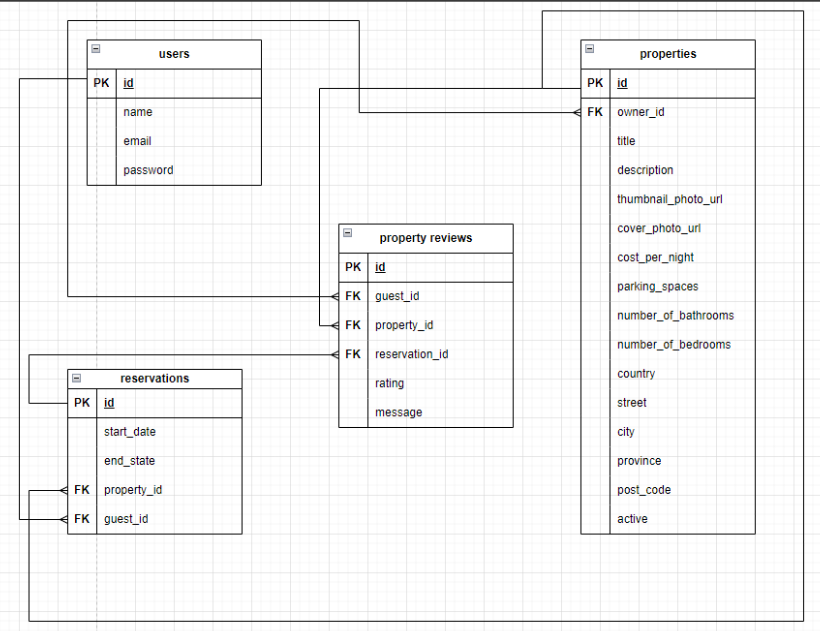 users
PK id
name
email
password
properties
PK id
FK owner_id
title
description
thumbnail_photo_url
cover_photo_url
cost_per_night
parking_spaces
number_of_bathrooms
number_of_bedrooms
country
street
city
province
post_code
active
property reviews
PK id
FK guest_id
FK property_id
FK reservation_id
rating
message
reservations
PK id
start_date
end_state
FK property_id
FK guest_id